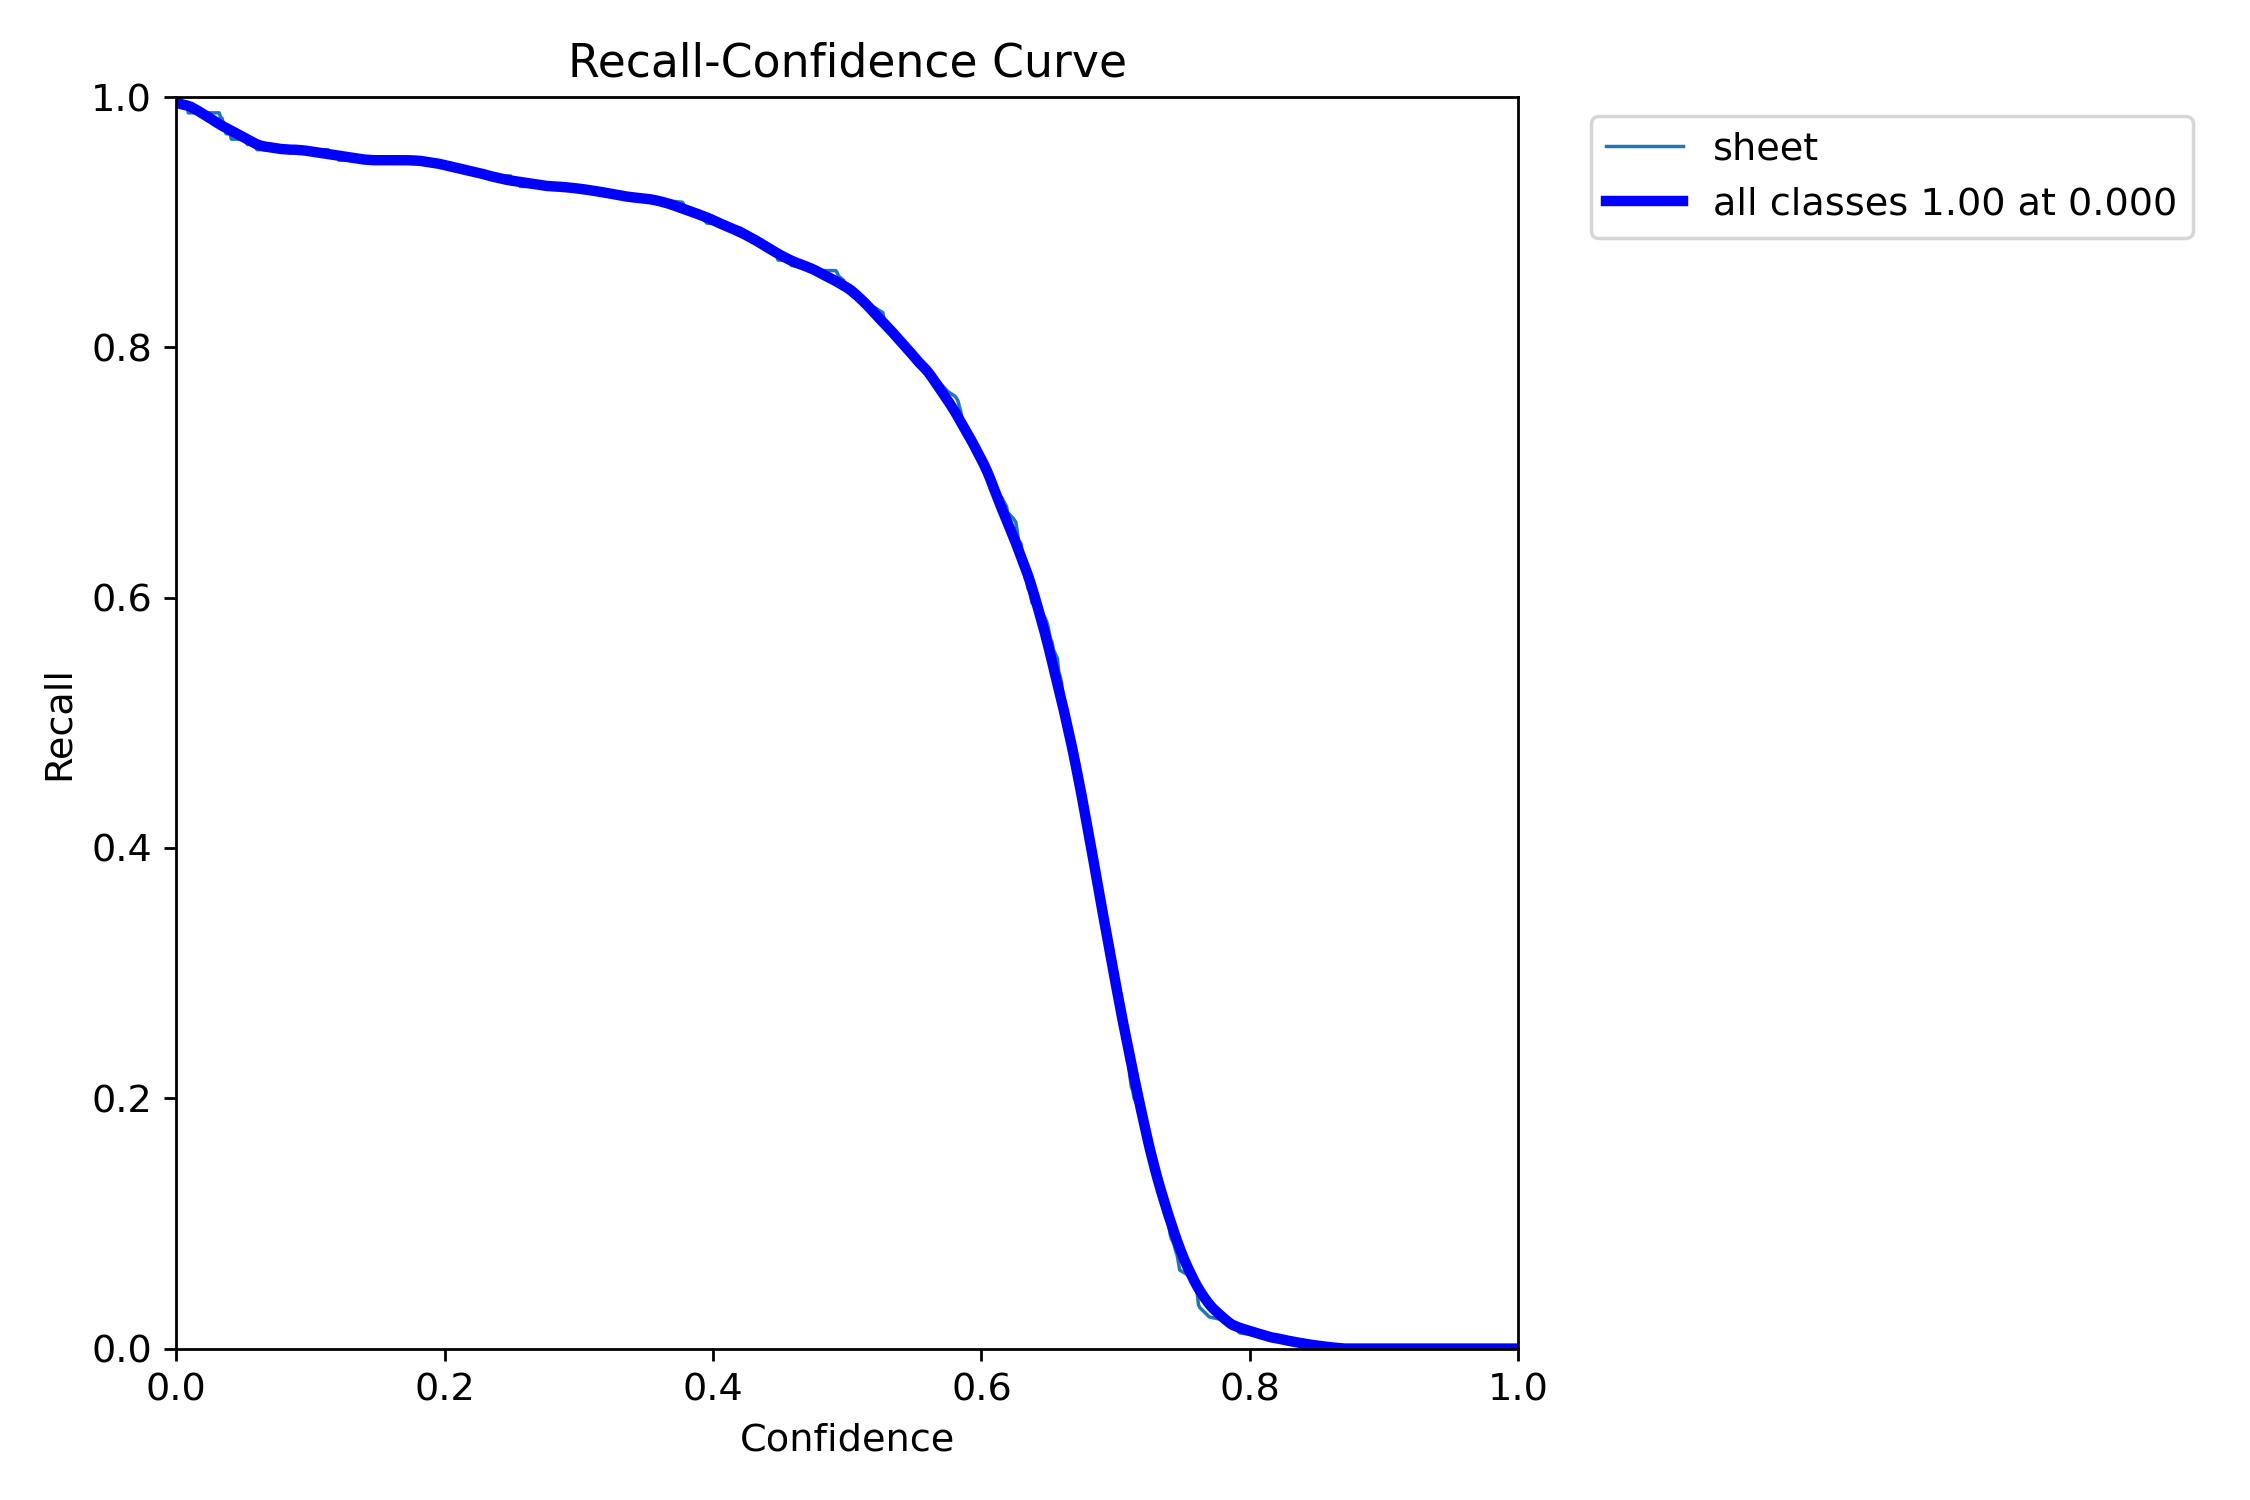 Recall-Confidence Curve
sheet
all classes 1.00 at 0.000
1.0
0.8
0.6
0.4
0.2
0.0
Recall
0.0 0.2 0.4 0.6 0.8 1.0
Confidence